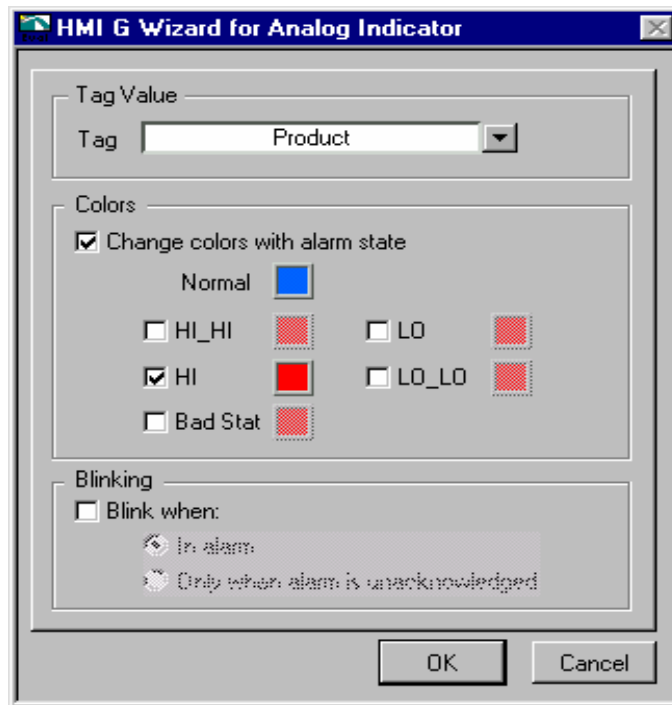 HMI G Wizard for Analog Indicator
Tag Value
Tag Product
Colors
Change colors with alarm state
Normal
HI_HI LO
HI LO_LO
Bad Stat
Blinking
Blink when:
In alarm
Only when alarm is unacknowledged
OK Cancel